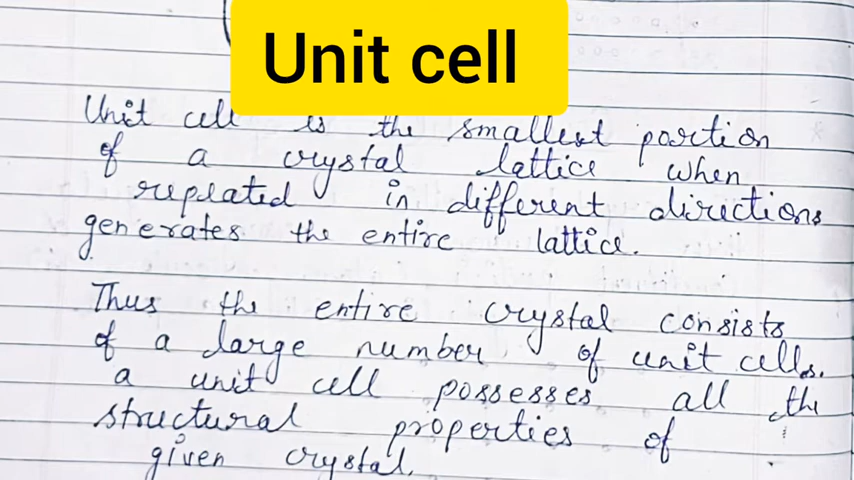 Unit cell
Unit cell is the smallest portion
of a crystal lattice when
repeated in different directions
generates the entire lattice.
Thus the entire crystal consists
of a large number of unit cells.
a unit cell possesses all the
structural properties of
given crystal.